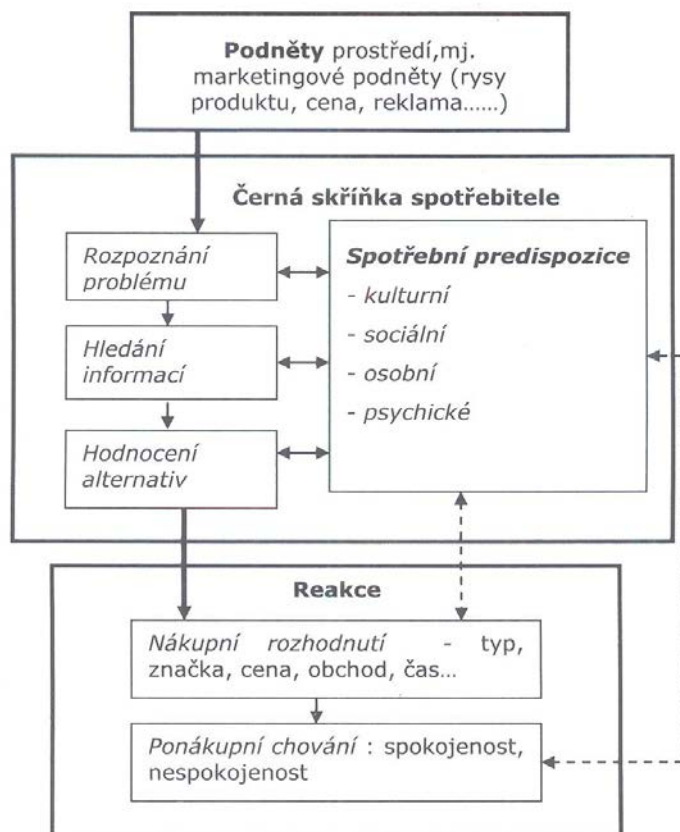 Podněty prostředí,mj.
marketingové podněty (rysy
produktu, cena, reklama......)
Černá skříňka spotřebitele
Rozpoznání
problému
Hledání
informací
Hodnocení
alternativ
Spotřební predispozice
- kulturní
- sociální
- osobní
- psychické
Reakce
Nákupní rozhodnutí - typ,
značka, cena, obchod, čas...
Ponákupní chování : spokojenost,
nespokojenost